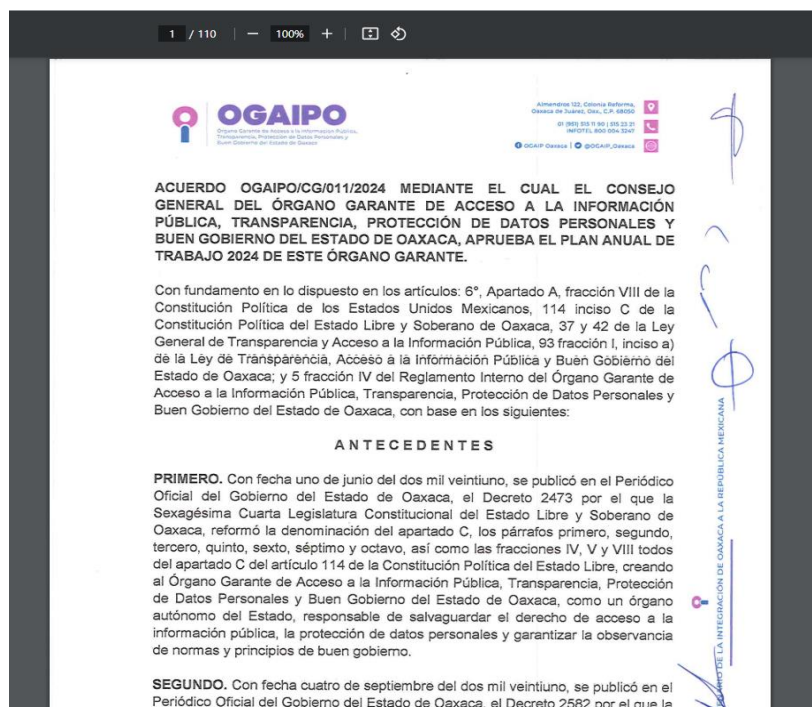 1 / 110 — 100% +
OGAIPO
Órgano Garante de Acceso a la Información Pública,
Transparencia, Protección de Datos Personales y
Buen Gobierno del Estado de Oaxaca
Almendros 122, Colonia Reforma,
Oaxaca de Juárez, Oax., C.P. 68050
01 (951) 515 11 90 | 515 23 21
INFOTEL 800 004 3247
OGAIP Oaxaca | @OGAIP_Oaxaca
ACUERDO OGAIPO/CG/011/2024 MEDIANTE EL CUAL EL CONSEJO
GENERAL DEL ÓRGANO GARANTE DE ACCESO A LA INFORMACIÓN
PÚBLICA, TRANSPARENCIA, PROTECCIÓN DE DATOS PERSONALES Y
BUEN GOBIERNO DEL ESTADO DE OAXACA, APRUEBA EL PLAN ANUAL DE
TRABAJO 2024 DE ESTE ÓRGANO GARANTE.
Con fundamento en lo dispuesto en los artículos: 6°, Apartado A, fracción VIII de la
Constitución Política de los Estados Unidos Mexicanos, 114 inciso C de la
Constitución Política del Estado Libre y Soberano de Oaxaca, 37 y 42 de la Ley
General de Transparencia y Acceso a la Información Pública, 93 fracción I, inciso a)
de la Ley de Transparencia, Acceso a la Información Pública y Buen Gobierno del
Estado de Oaxaca; y 5 fracción IV del Reglamento Interno del Órgano Garante de
Acceso a la Información Pública, Transparencia, Protección de Datos Personales y
Buen Gobierno del Estado de Oaxaca, con base en los siguientes:
A N T E C E D E N T E S
PRIMERO. Con fecha uno de junio del dos mil veintiuno, se publicó en el Periódico
Oficial del Gobierno del Estado de Oaxaca, el Decreto 2473 por el que la
Sexagésima Cuarta Legislatura Constitucional del Estado Libre y Soberano de
Oaxaca, reformó la denominación del apartado C, los párrafos primero, segundo,
tercero, quinto, sexto, séptimo y octavo, así como las fracciones IV, V y VIII todos
del apartado C del artículo 114 de la Constitución Política del Estado Libre, creando
al Órgano Garante de Acceso a la Información Pública, Transparencia, Protección
de Datos Personales y Buen Gobierno del Estado de Oaxaca, como un órgano
autónomo del Estado, responsable de salvaguardar el derecho de acceso a la
información pública, la protección de datos personales y garantizar la observancia
de normas y principios de buen gobierno.
SEGUNDO. Con fecha cuatro de septiembre del dos mil veintiuno, se publicó en el
Periódico Oficial del Gobierno del Estado de Oaxaca, el Decreto 2582 por el que la
DE LA INTEGRACIÓN DE OAXACA A LA REPÚBLICA MEXICANA